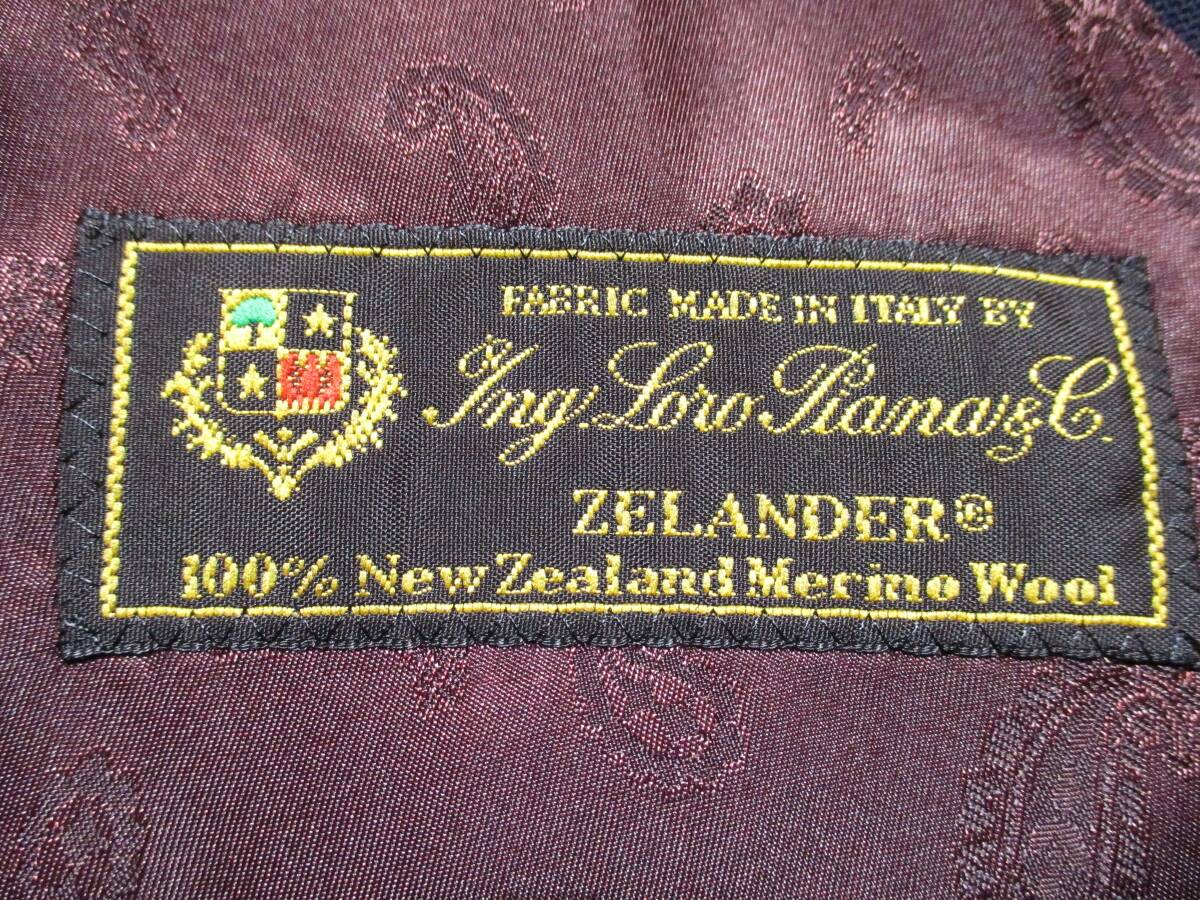 FABRIC MADE IN ITALY BY
Ing. Loro Piana & C.
ZELANDER®
100% New Zealand Merino Wool